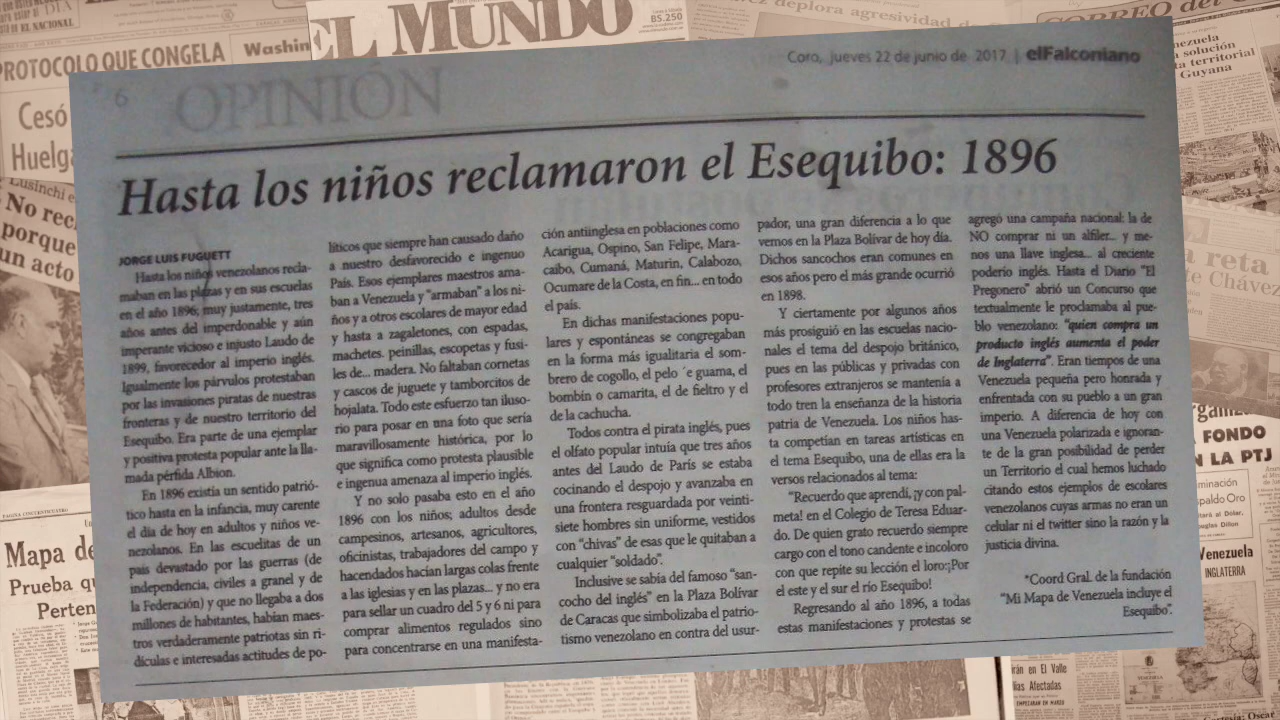 PROTOCOLO QUE CONGELA
Cesó
Huelga
Lusinchi
No rec
porque
un acto
EL NACIONAL
Washin
EL MUNDO
BS.250
deplora agresividad
CORREO del
nezuela
a solución
ta territorial
Guyana
a reta
te Chávez
FONDO
N LA PTJ
paldo Oro
Venezuela
INGLATERRA
Mapa de
Prueba qu
Perten
rán en El Valle
lias Afectadas
6
OPINIÓN
Coro, Jueves 22 de junio de 2017 | elFalconiano
Hasta los niños reclamaron el Esequibo: 1896
JORGE LUIS FUGUETT
Hasta los niños venezolanos recla-
maban en las plazas y en sus escuelas
en el año 1896, muy justamente, tres
años antes del imperdonable y aún
imperante vicioso e injusto Laudo de
1899, favorecedor al imperio inglés.
Igualmente los párvulos protestaban
por las invasiones piratas de nuestras
fronteras y de nuestro territorio del
Esequibo. Era parte de una ejemplar
y positiva protesta popular ante la lla-
mada pérfida Albion.
En 1896 existía un sentido patrió-
tico hasta en la infancia, muy carente
el día de hoy en adultos y niños ve-
nezolanos. En las escuelitas de un
país devastado por las guerras (de
independencia, civiles a granel y de
la Federación) y que no llegaba a dos
millones de habitantes, habían maes-
tros verdaderamente patriotas sin ri-
dículas e interesadas actitudes de po-
líticos que siempre han causado daño
a nuestro desfavorecido e ingenuo
País. Esos ejemplares maestros ama-
ban a Venezuela y "armaban" a los ni-
ños y a otros escolares de mayor edad
y hasta a zagaletones, con espadas,
machetes. peinillas, escopetas y fusi-
les de... madera. No faltaban cornetas
y cascos de juguete y tamborcitos de
hojalata. Todo este esfuerzo tan iluso-
rio para posar en una foto que sería
maravillosamente histórica, por lo
que significa como protesta plausible
e ingenua amenaza al imperio inglés.
Y no solo pasaba esto en el año
1896 con los niños; adultos desde
campesinos, artesanos, agricultores,
oficinistas, trabajadores del campo y
hacendados hacían largas colas frente
a las iglesias y en las plazas... y no era
para sellar un cuadro del 5 y 6 ni para
comprar alimentos regulados sino
para concentrarse en una manifesta-
ción antiinglesa en poblaciones como
Acarigua, Ospino, San Felipe, Mara-
caibo, Cumaná, Maturin, Calabozo,
Ocumare de la Costa, en fin... en todo
el país.
En dichas manifestaciones popu-
lares y espontáneas se congregaban
en la forma más igualitaria el som-
brero de cogollo, el pelo ´e guama, el
bombín o camarita, el de fieltro y el
de la cachucha.
Todos contra el pirata inglés, pues
el olfato popular intuía que tres años
antes del Laudo de París se estaba
cocinando el despojo y avanzaba en
una frontera resguardada por veinti-
siete hombres sin uniforme, vestidos
con "chivas" de esas que le quitaban a
cualquier "soldado".
Inclusive se sabía del famoso "san-
cocho del inglés" en la Plaza Bolívar
de Caracas que simbolizaba el patrio-
tismo venezolano en contra del usur-
pador, una gran diferencia a lo que
vemos en la Plaza Bolívar de hoy día.
Dichos sancochos eran comunes en
esos años pero el más grande ocurrió
en 1898.
Y ciertamente por algunos años
más prosiguió en las escuelas nacio-
nales el tema del despojo británico,
pues en las públicas y privadas con
profesores extranjeros se mantenía a
todo tren la enseñanza de la historia
patria de Venezuela. Los niños has-
ta competían en tareas artísticas en
el tema Esequibo, una de ellas era la
versos relacionados al tema:
"Recuerdo que aprendí, ¡y con pal-
meta! en el Colegio de Teresa Eduar-
do. De quien grato recuerdo siempre
cargo con el tono candente e incoloro
con que repite su lección el loro:¡Por
el este y el sur el río Esequibo!
Regresando al año 1896, a todas
estas manifestaciones y protestas se
agregó una campaña nacional: la de
NO comprar ni un alfiler... y me-
nos una llave inglesa... al creciente
poderío inglés. Hasta el Diario "El
Pregonero" abrió un Concurso que
textualmente le proclamaba al pue-
blo venezolano: "quien compra un
producto inglés aumenta el poder
de Inglaterra". Eran tiempos de una
Venezuela pequeña pero honrada y
enfrentada con su pueblo a un gran
imperio. A diferencia de hoy con
una Venezuela polarizada e ignoran-
te de la gran posibilidad de perder
un Territorio el cual hemos luchado
citando estos ejemplos de escolares
venezolanos cuyas armas no eran un
celular ni el twitter sino la razón y la
justicia divina.
*Coord Gral. de la fundación
"Mi Mapa de Venezuela incluye el
Esequibo".